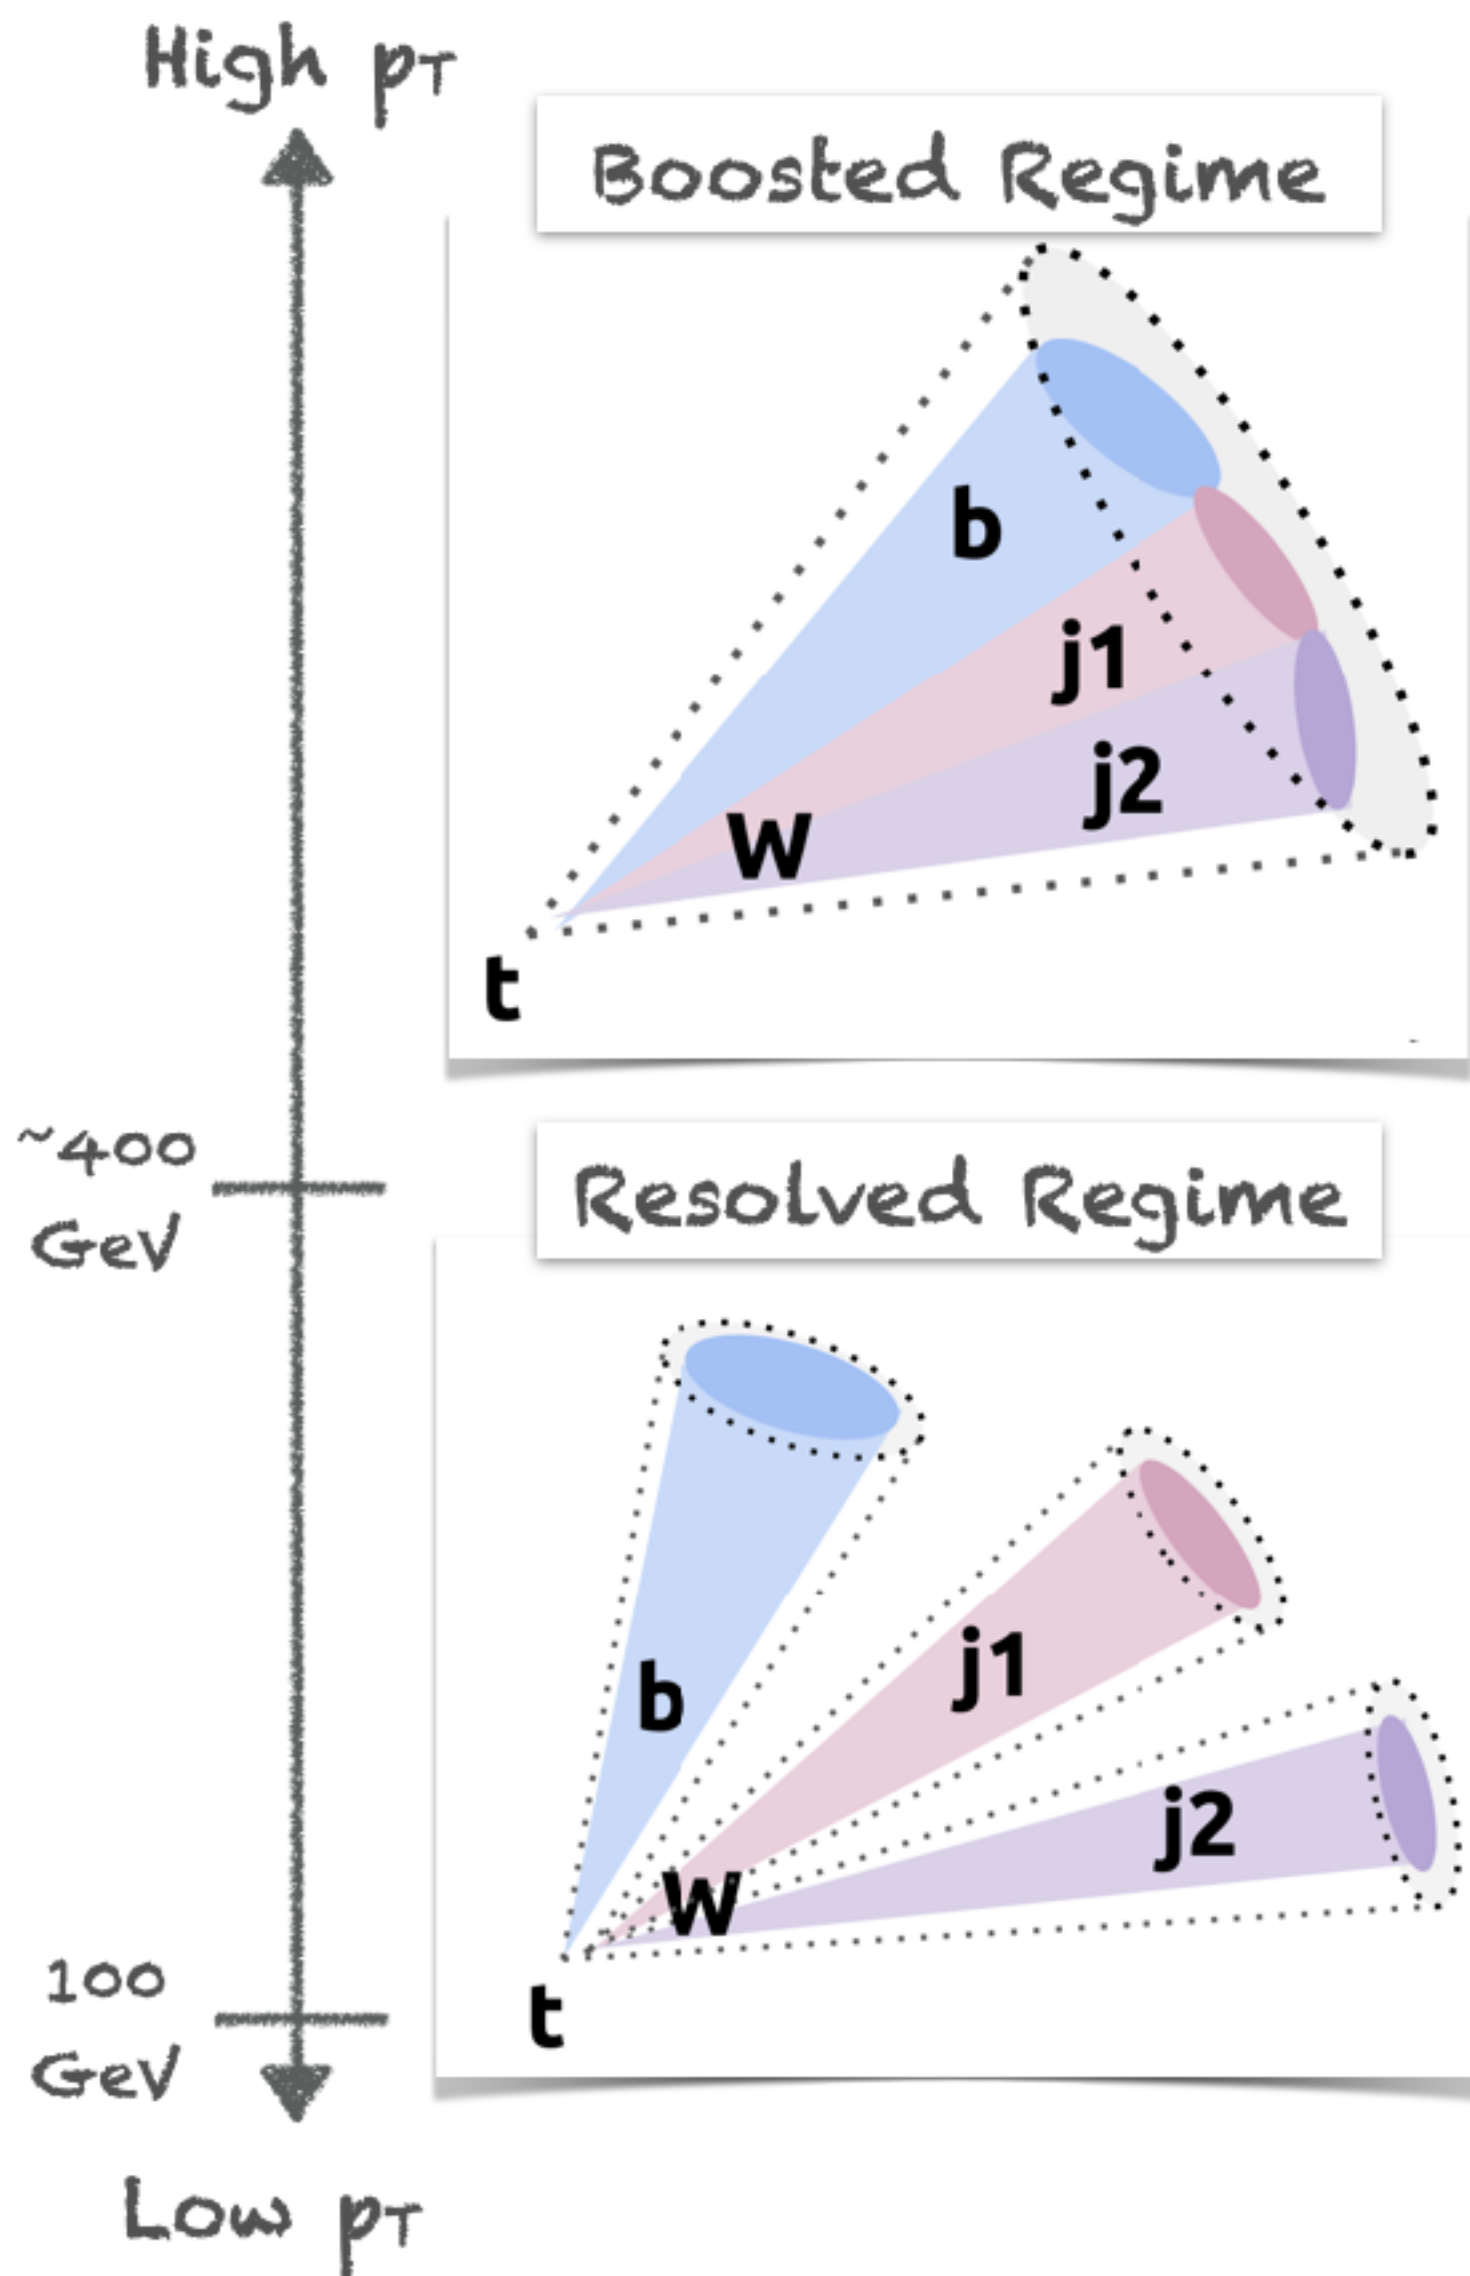 High pT
Boosted Regime
b
j1
j2
W
t
~400
GeV
Resolved Regime
b
j1
j2
W
t
100
GeV
Low pT